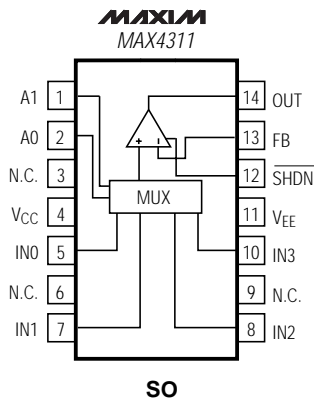 MAXIM
MAX4311
A1 1
A0 2
N.C. 3
VCC 4
IN0 5
N.C. 6
IN1 7
14 OUT
13 FB
12 SHDN
11 VEE
10 IN3
9 N.C.
8 IN2
+ −
MUX
SO